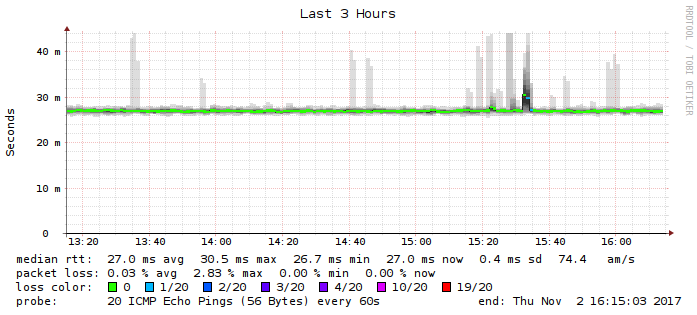 Last 3 Hours
RRDTOOL / TOBI OETIKER
Seconds
40 m
30 m
20 m
10 m
0
13:20 13:40 14:00 14:20 14:40 15:00 15:20 15:40 16:00
median rtt: 27.0 ms avg 30.5 ms max 26.7 ms min 27.0 ms now 0.4 ms sd 74.4 am/s
packet loss: 0.03 % avg 2.83 % max 0.00 % min 0.00 % now
loss color: 0 1/20 2/20 3/20 4/20 10/20 19/20
probe: 20 ICMP Echo Pings (56 Bytes) every 60s end: Thu Nov 2 16:15:03 2017